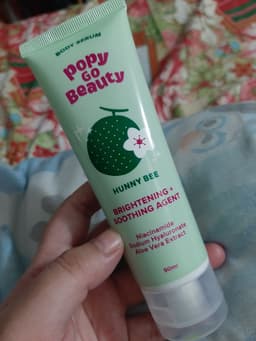 BODY SERUM
Popy
GO
Beauty
HUNNY BEE
BRIGHTENING +
SOOTHING AGENT
Niacinamide
Sodium Hyaluronate
Aloe Vera Extract
90ml